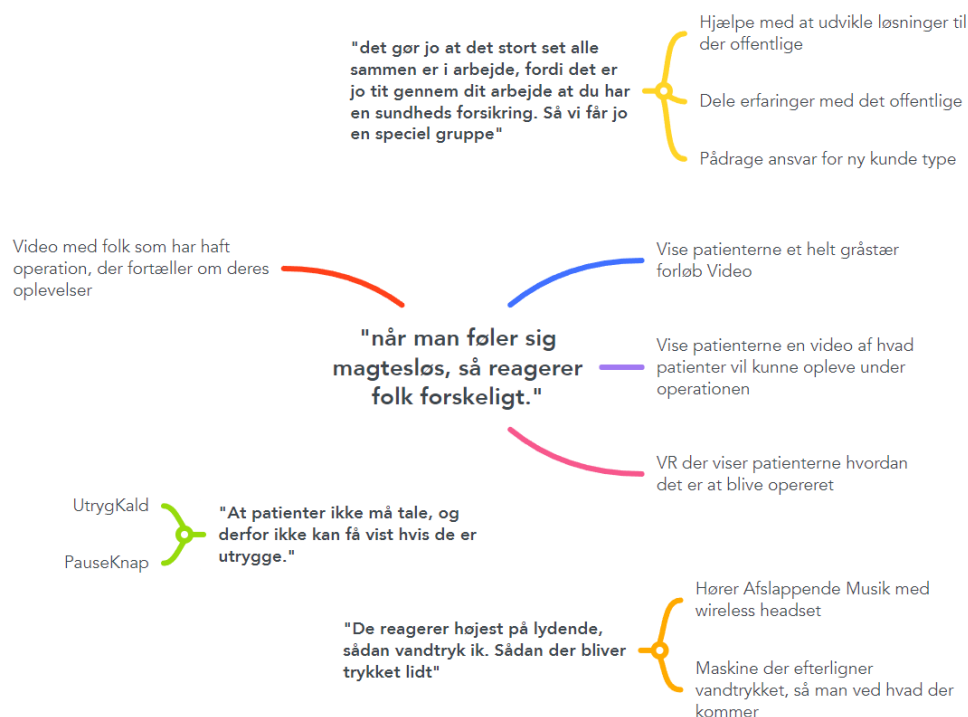 "det gør jo at det stort set alle
sammen er i arbejde, fordi det er
jo tit gennem dit arbejde at du har
en sundheds forsikring. Så vi får jo
en speciel gruppe"
Hjælpe med at udvikle løsninger til
der offentlige
Dele erfaringer med det offentlige
Pådrage ansvar for ny kunde type
Video med folk som har haft
operation, der fortæller om deres
oplevelser
"når man føler sig
magtesløs, så reagerer
folk forskeligt."
Vise patienterne et helt gråstær
forløb Video
Vise patienterne en video af hvad
patienter vil kunne opleve under
operationen
VR der viser patienterne hvordan
det er at blive opereret
UtrygKald
PauseKnap
"At patienter ikke må tale, og
derfor ikke kan få vist hvis de er
utrygge."
"De reagerer højest på lydende,
sådan vandtryk ik. Sådan der bliver
trykket lidt"
Hører Afslappende Musik med
wireless headset
Maskine der efterligner
vandtrykket, så man ved hvad der
kommer